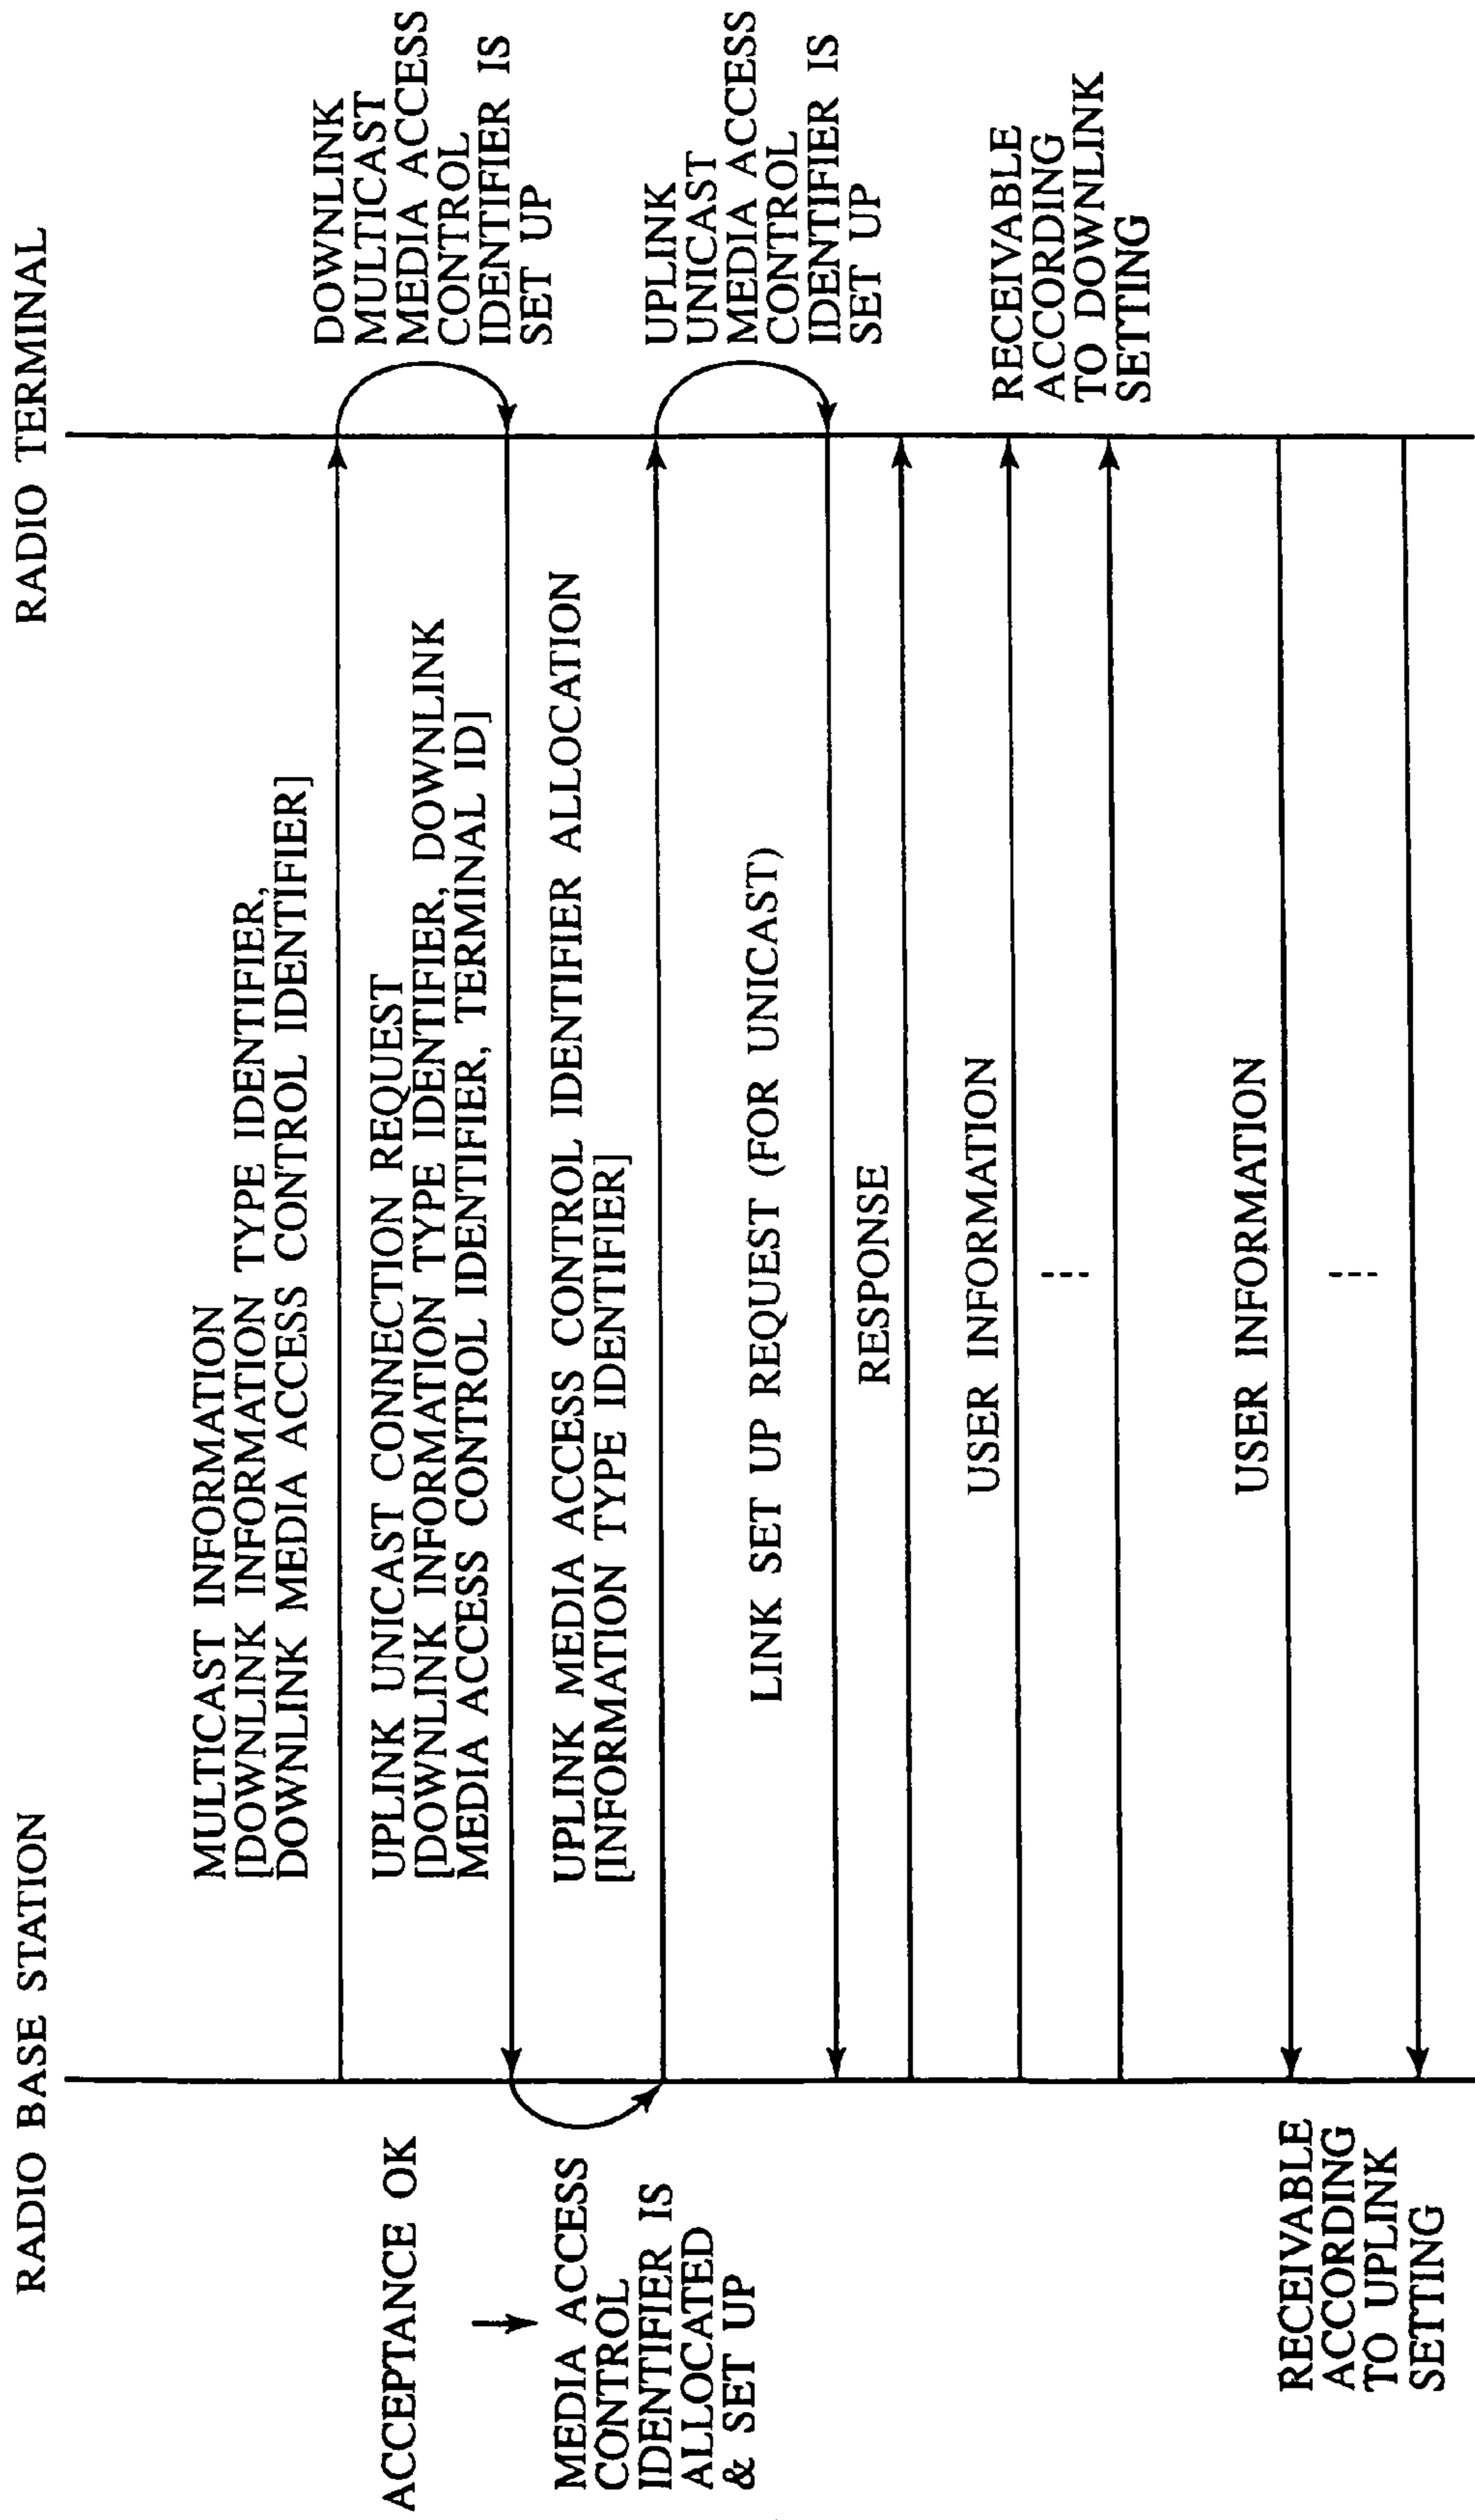 RADIO BASE STATION
RADIO TERMINAL
MULTICAST INFORMATION
[DOWNLINK INFORMATION TYPE IDENTIFIER,
DOWNLINK MEDIA ACCESS CONTROL IDENTIFIER]
DOWNLINK
MULTICAST
MEDIA ACCESS
CONTROL
IDENTIFIER IS
SET UP
UPLINK UNICAST CONNECTION REQUEST
[DOWNLINK INFORMATION TYPE IDENTIFIER, DOWNLINK
MEDIA ACCESS CONTROL IDENTIFIER, TERMINAL ID]
ACCEPTANCE OK
MEDIA ACCESS
CONTROL
IDENTIFIER IS
ALLOCATED
& SET UP
UPLINK MEDIA ACCESS CONTROL IDENTIFIER ALLOCATION
[INFORMATION TYPE IDENTIFIER]
UPLINK
UNICAST
MEDIA ACCESS
CONTROL
IDENTIFIER IS
SET UP
LINK SET UP REQUEST (FOR UNICAST)
RESPONSE
USER INFORMATION
RECEIVABLE
ACCORDING
TO DOWNLINK
SETTING
USER INFORMATION
RECEIVABLE
ACCORDING
TO UPLINK
SETTING